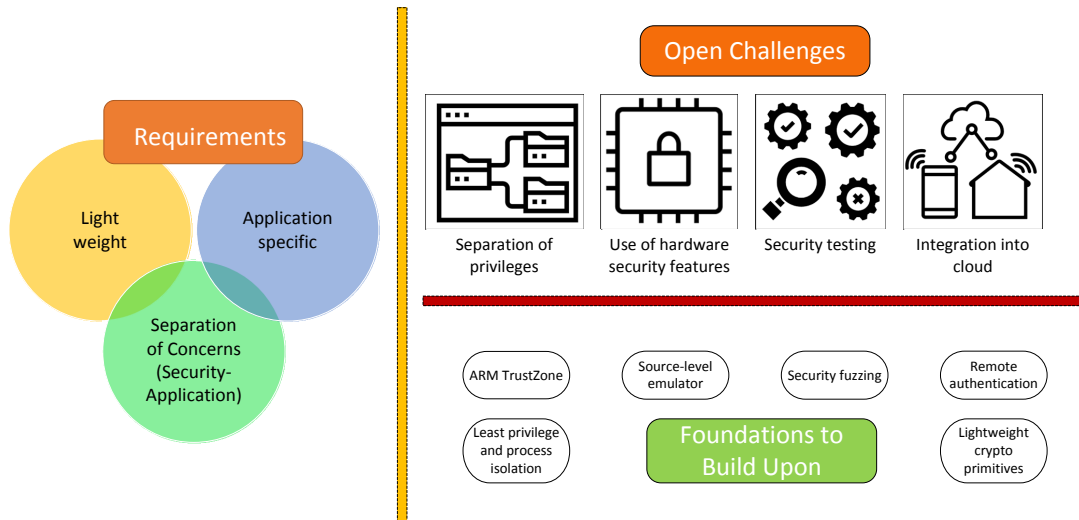 Requirements
Light
weight
Application
specific
Separation
of Concerns
(Security-
Application)
Open Challenges
Separation of
privileges
Use of hardware
security features
Security testing
Integration into
cloud
ARM TrustZone
Source-level
emulator
Security fuzzing
Remote
authentication
Least privilege
and process
isolation
Foundations to
Build Upon
Lightweight
crypto
primitives